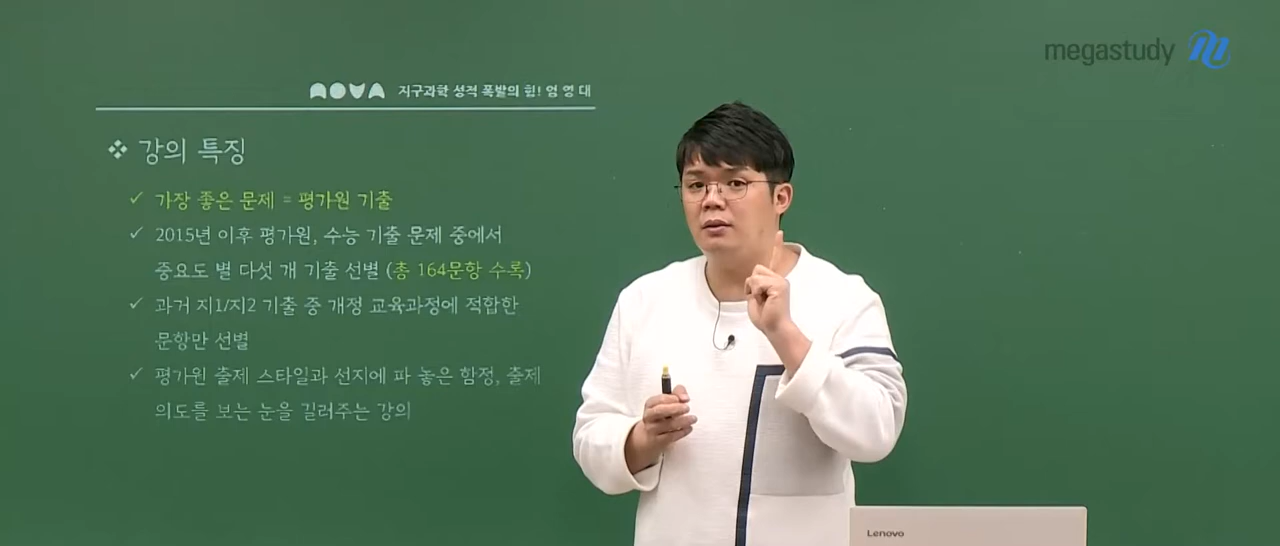 megastudy
NOVA 지구과학 성적 폭발의 힘! 엄영대
❖ 강의 특징
✓ 가장 좋은 문제 = 평가원 기출
✓ 2015년 이후 평가원, 수능 기출 문제 중에서
중요도 별 다섯 개 기출 선별 (총 164문항 수록)
✓ 과거 지1/지2 기출 중 개정 교육과정에 적합한
문항만 선별
✓ 평가원 출제 스타일과 선지에 파 놓은 함정, 출제
의도를 보는 눈을 길러주는 강의
Lenovo